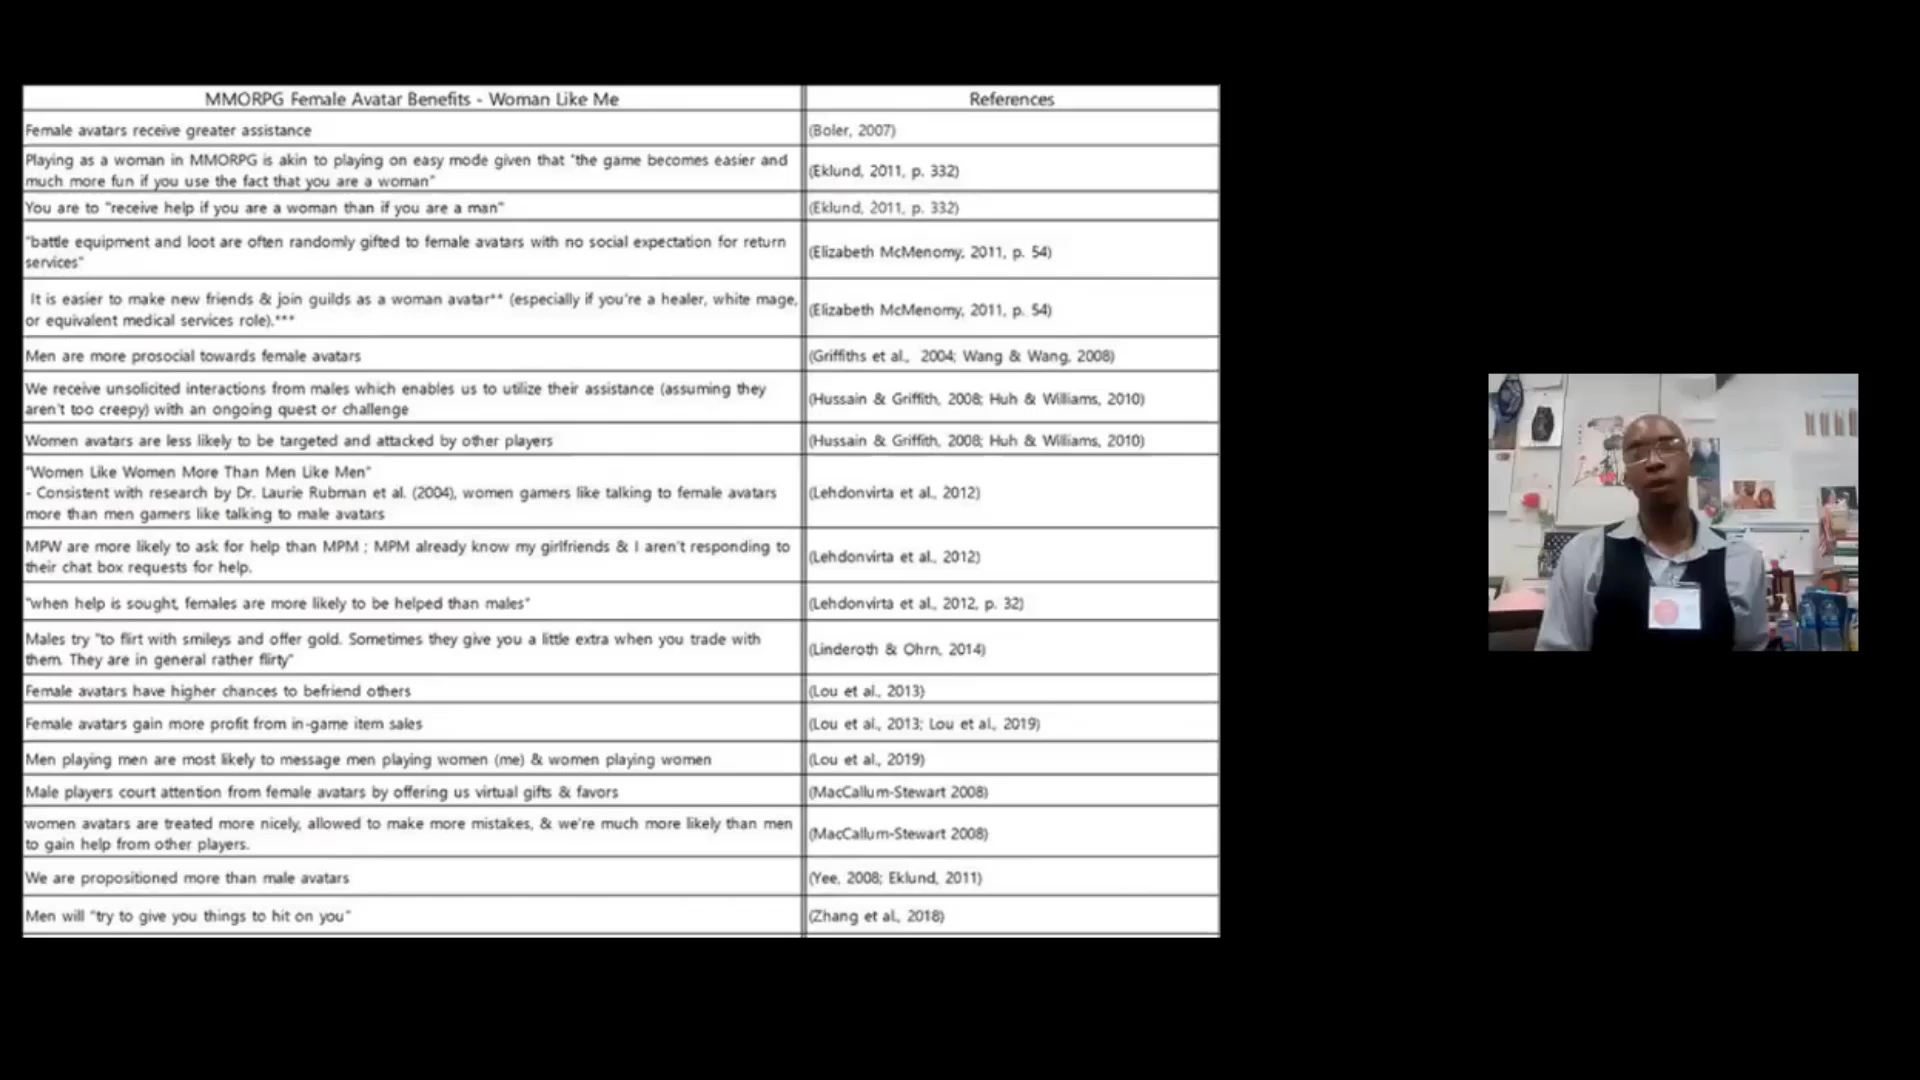 MMORPG Female Avatar Benefits - Woman Like Me
References
Female avatars receive greater assistance
(Boler, 2007)
Playing as a woman in MMORPG is akin to playing on easy mode given that "the game becomes easier and
much more fun if you use the fact that you are a woman"
(Eklund, 2011, p. 332)
You are to "receive help if you are a woman than if you are a man"
(Eklund, 2011, p. 332)
"battle equipment and loot are often randomly gifted to female avatars with no social expectation for return
services"
(Elizabeth McMenomy, 2011, p. 54)
It is easier to make new friends & join guilds as a woman avatar** (especially if you're a healer, white mage,
or equivalent medical services role).***
(Elizabeth McMenomy, 2011, p. 54)
Men are more prosocial towards female avatars
(Griffiths et al., 2004; Wang & Wang, 2008)
We receive unsolicited interactions from males which enables us to utilize their assistance (assuming they
aren't too creepy) with an ongoing quest or challenge
(Hussain & Griffith, 2008; Huh & Williams, 2010)
Women avatars are less likely to be targeted and attacked by other players
(Hussain & Griffith, 2008; Huh & Williams, 2010)
"Women Like Women More Than Men Like Men"
- Consistent with research by Dr. Laurie Rubman et al. (2004), women gamers like talking to female avatars
more than men gamers like talking to male avatars
(Lehdonvirta et al., 2012)
MPW are more likely to ask for help than MPM ; MPM already know my girlfriends & I aren't responding to
their chat box requests for help.
(Lehdonvirta et al., 2012)
"when help is sought, females are more likely to be helped than males"
(Lehdonvirta et al., 2012, p. 32)
Males try "to flirt with smileys and offer gold. Sometimes they give you a little extra when you trade with
them. They are in general rather flirty"
(Linderoth & Ohrn, 2014)
Female avatars have higher chances to befriend others
(Lou et al., 2013)
Female avatars gain more profit from in-game item sales
(Lou et al., 2013; Lou et al., 2019)
Men playing men are most likely to message men playing women (me) & women playing women
(Lou et al., 2019)
Male players court attention from female avatars by offering us virtual gifts & favors
(MacCallum-Stewart 2008)
women avatars are treated more nicely, allowed to make more mistakes, & we're much more likely than men
to gain help from other players.
(MacCallum-Stewart 2008)
We are propositioned more than male avatars
(Yee, 2008; Eklund, 2011)
Men will "try to give you things to hit on you"
(Zhang et al., 2018)